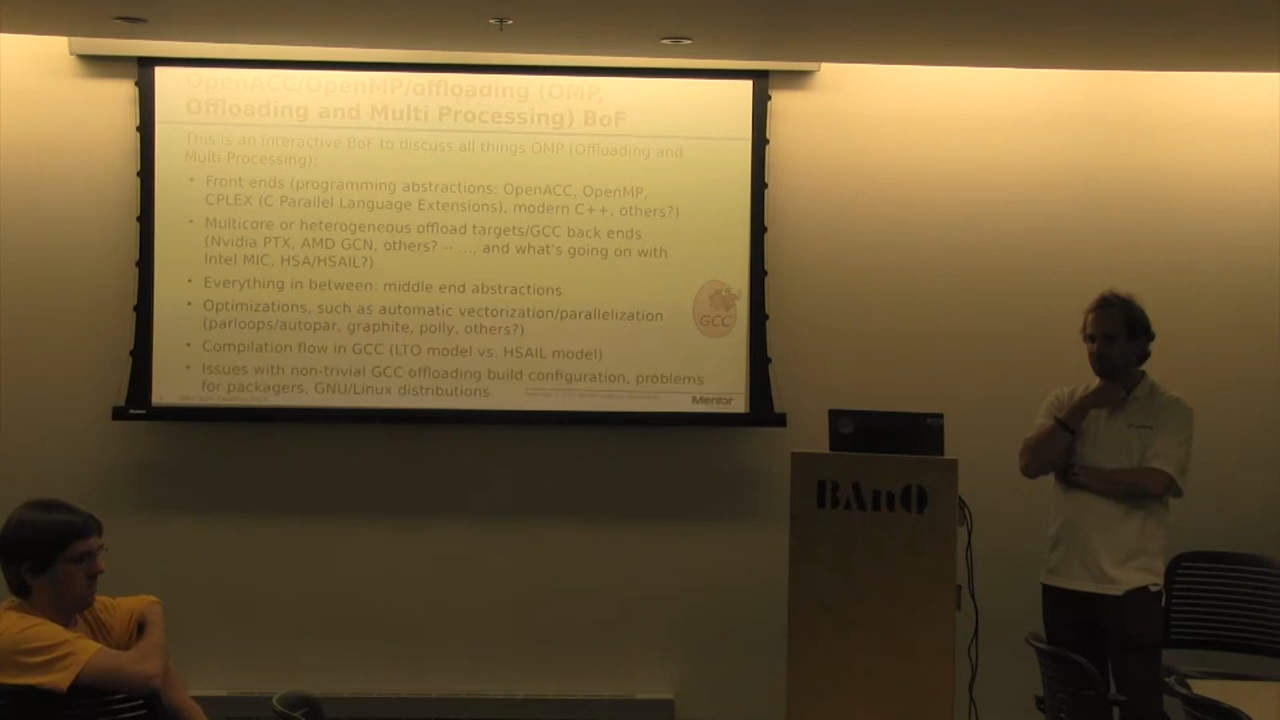 OpenACC/OpenMP/offloading (OMP,
Offloading and Multi Processing) BoF
This is an interactive BoF to discuss all things OMP (Offloading and
Multi Processing):
• Front ends (programming abstractions: OpenACC, OpenMP,
CPLEX (C Parallel Language Extensions), modern C++, others?)
• Multicore or heterogeneous offload targets/GCC back ends
(Nvidia PTX, AMD GCN, others? -- ..., and what's going on with
Intel MIC, HSA/HSAIL?)
• Everything in between: middle end abstractions
• Optimizations, such as automatic vectorization/parallelization
(parloops/autopar, graphite, polly, others?)
• Compilation flow in GCC (LTO model vs. HSAIL model)
• Issues with non-trivial GCC offloading build configuration, problems
for packagers, GNU/Linux distributions.
GCC
Mentor
BAnQ